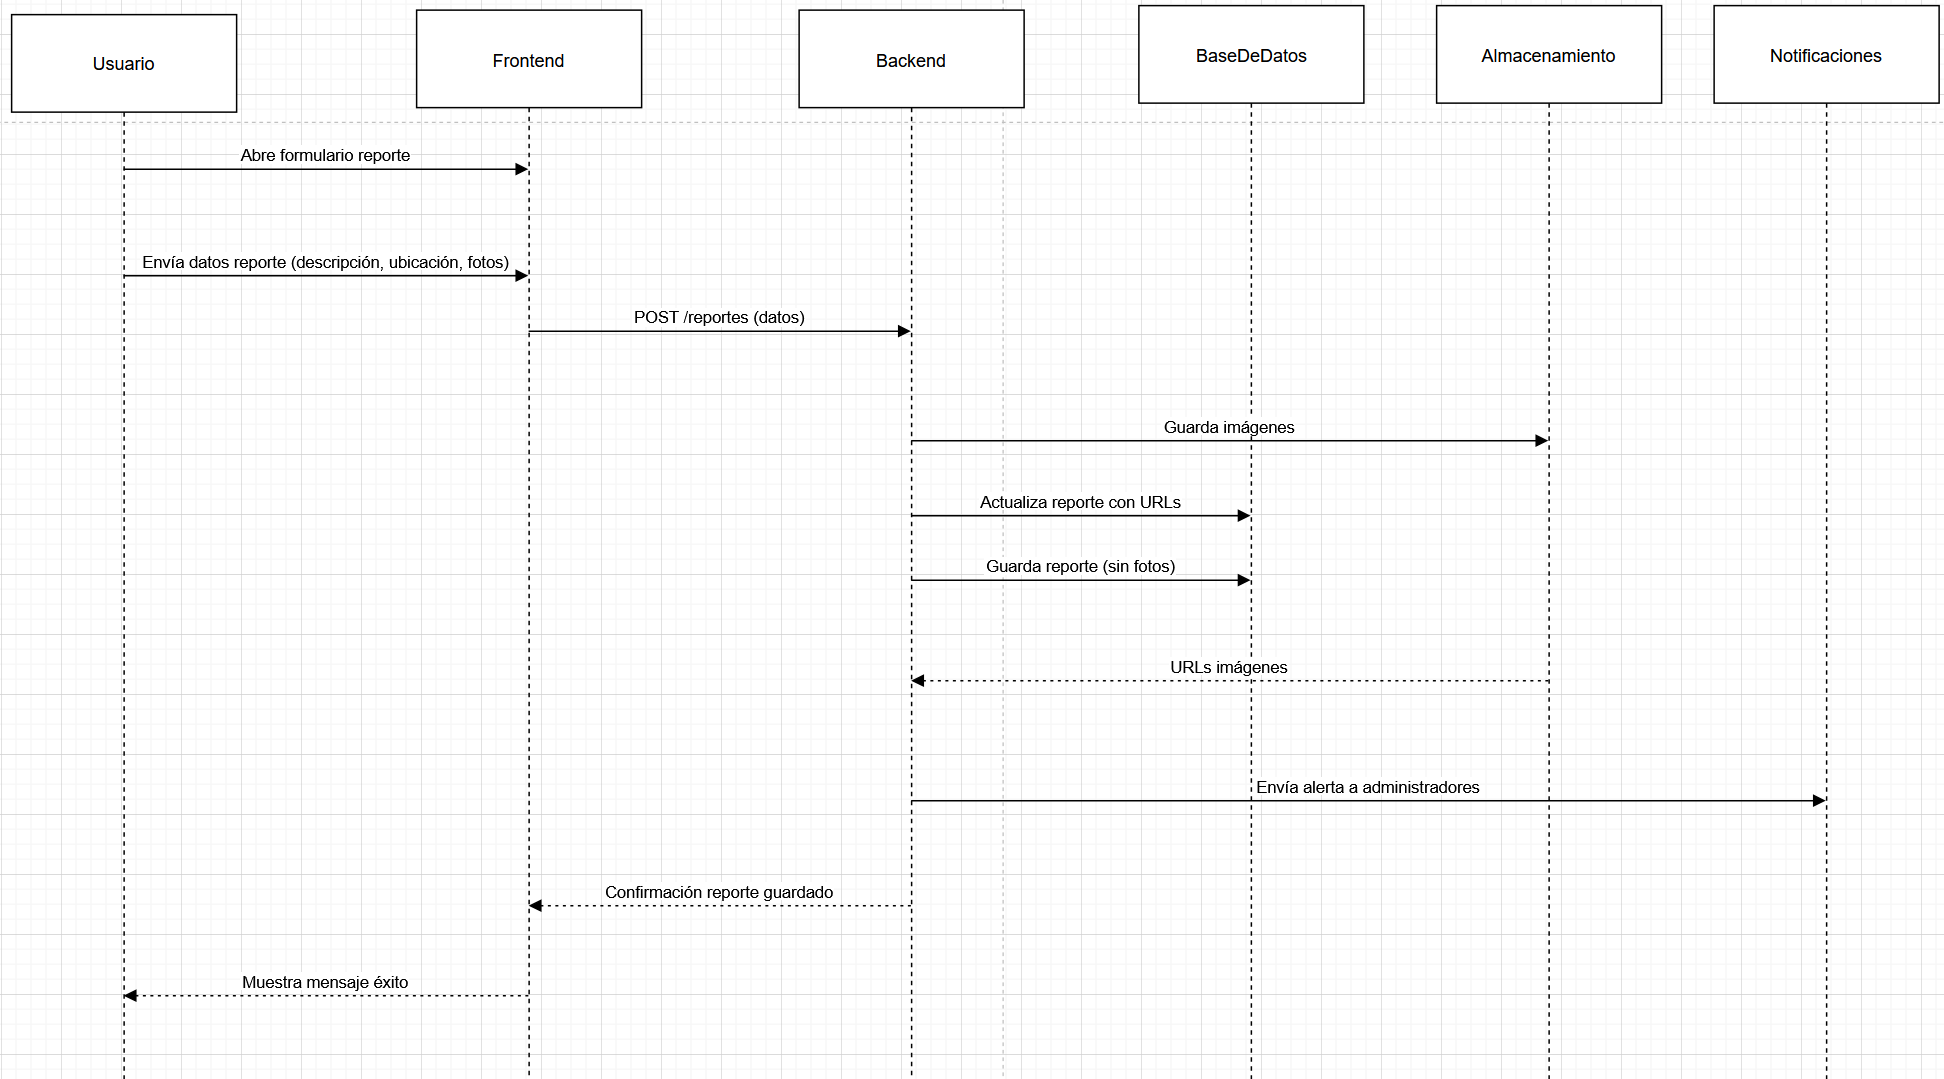 Usuario
Frontend
Backend
BaseDeDatos
Almacenamiento
Notificaciones
Abre formulario reporte
Envía datos reporte (descripción, ubicación, fotos)
POST /reportes (datos)
Guarda imágenes
Actualiza reporte con URLs
Guarda reporte (sin fotos)
URLs imágenes
Envía alerta a administradores
Confirmación reporte guardado
Muestra mensaje éxito